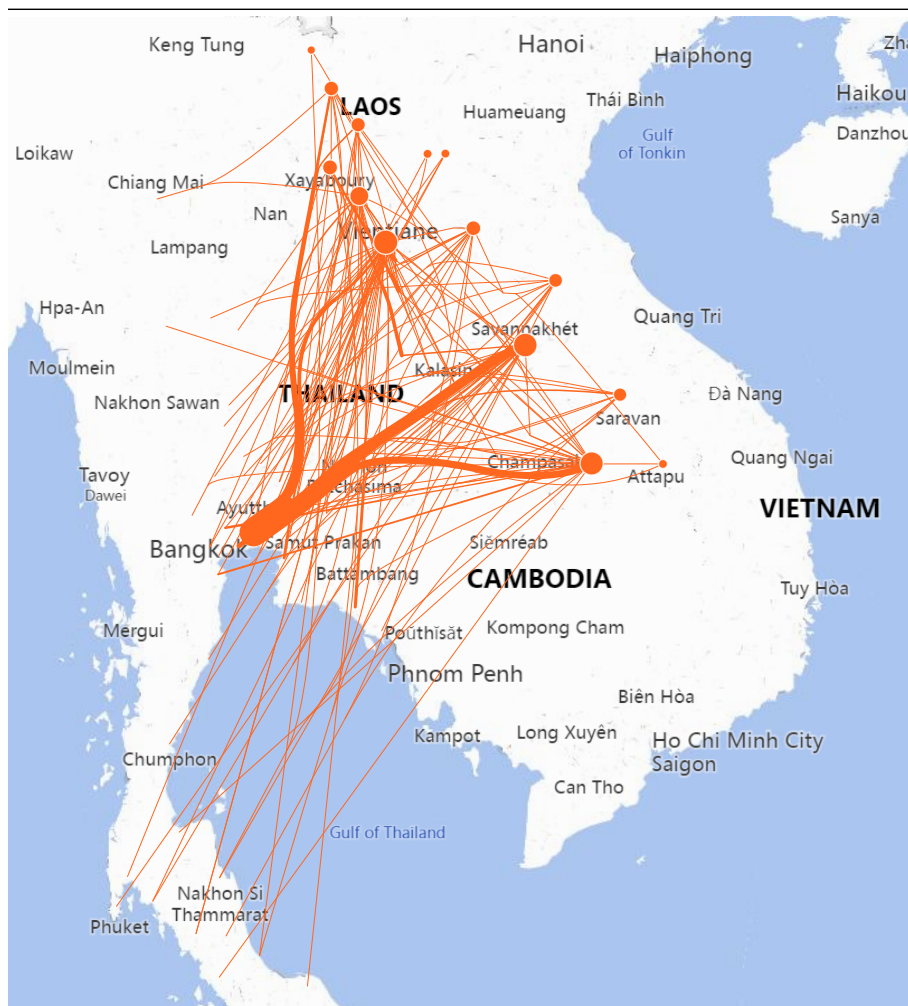 Keng Tung
Hanoi
Haiphong
LAOS
Huameuang
Thái Bình
Haikou
Gulf
of Tonkin
Danzhou
Loikaw
Chiang Mai
Xayaboury
Nan
Sanya
Vientiane
Lampang
Hpa-An
Savannakhét
Quang Tri
Moulmein
Kalasin
THAILAND
Đà Nang
Nakhon Sawan
Saravan
Champasak
Quang Ngai
Tavoy
Dawei
Nakhon
Ratchasima
Attapu
Ayutth
VIETNAM
Bangkok
Samut Prakan
Siĕmréab
Battambang
CAMBODIA
Tuy Hòa
Mergui
Poŭthĭsăt
Kompong Cham
Phnom Penh
Biên Hòa
Kampot
Long Xuyên
Ho Chi Minh City
Saigon
Chumphon
Can Tho
Gulf of Thailand
Nakhon Si
Thammarat
Phuket